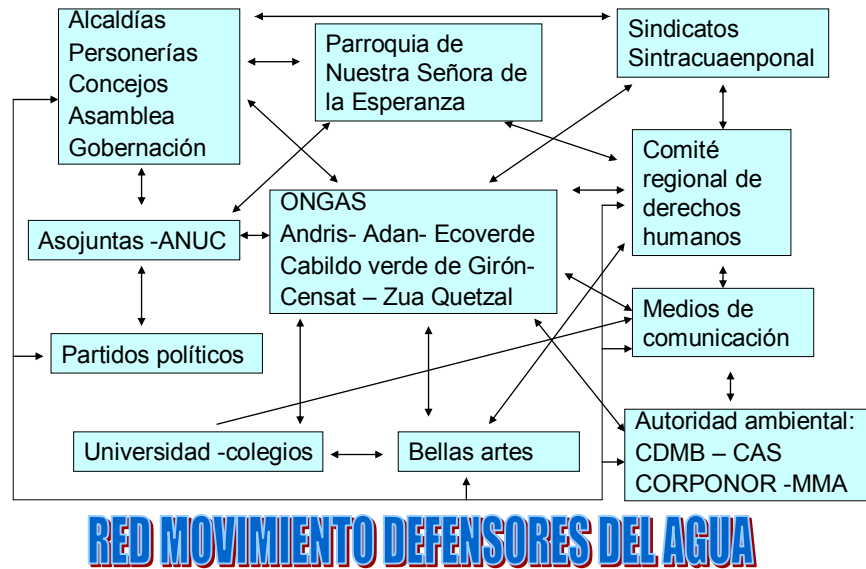 Alcaldías
Personerías
Concejos
Asamblea
Gobernación
Parroquia de
Nuestra Señora de
la Esperanza
Sindicatos
Sintracuaenponal
Comité
regional de
derechos
humanos
ONGAS
Andris- Adan- Ecoverde
Cabildo verde de Girón-
Censat – Zua Quetzal
Asojuntas -ANUC
Medios de
comunicación
Partidos políticos
Universidad -colegios
Bellas artes
Autoridad ambiental:
CDMB – CAS
CORPONOR -MMA
RED MOVIMIENTO DEFENSORES DEL AGUA